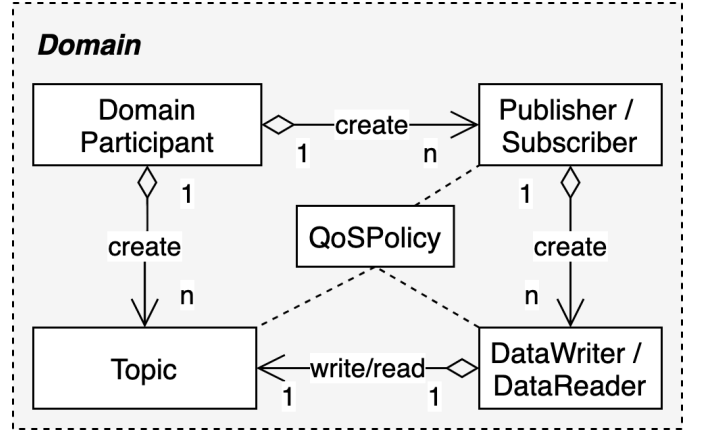 Domain
Domain
Participant
create
1
n
Publisher /
Subscriber
1
create
n
QoSPolicy
1
create
n
Topic
write/read
1
1
DataWriter /
DataReader